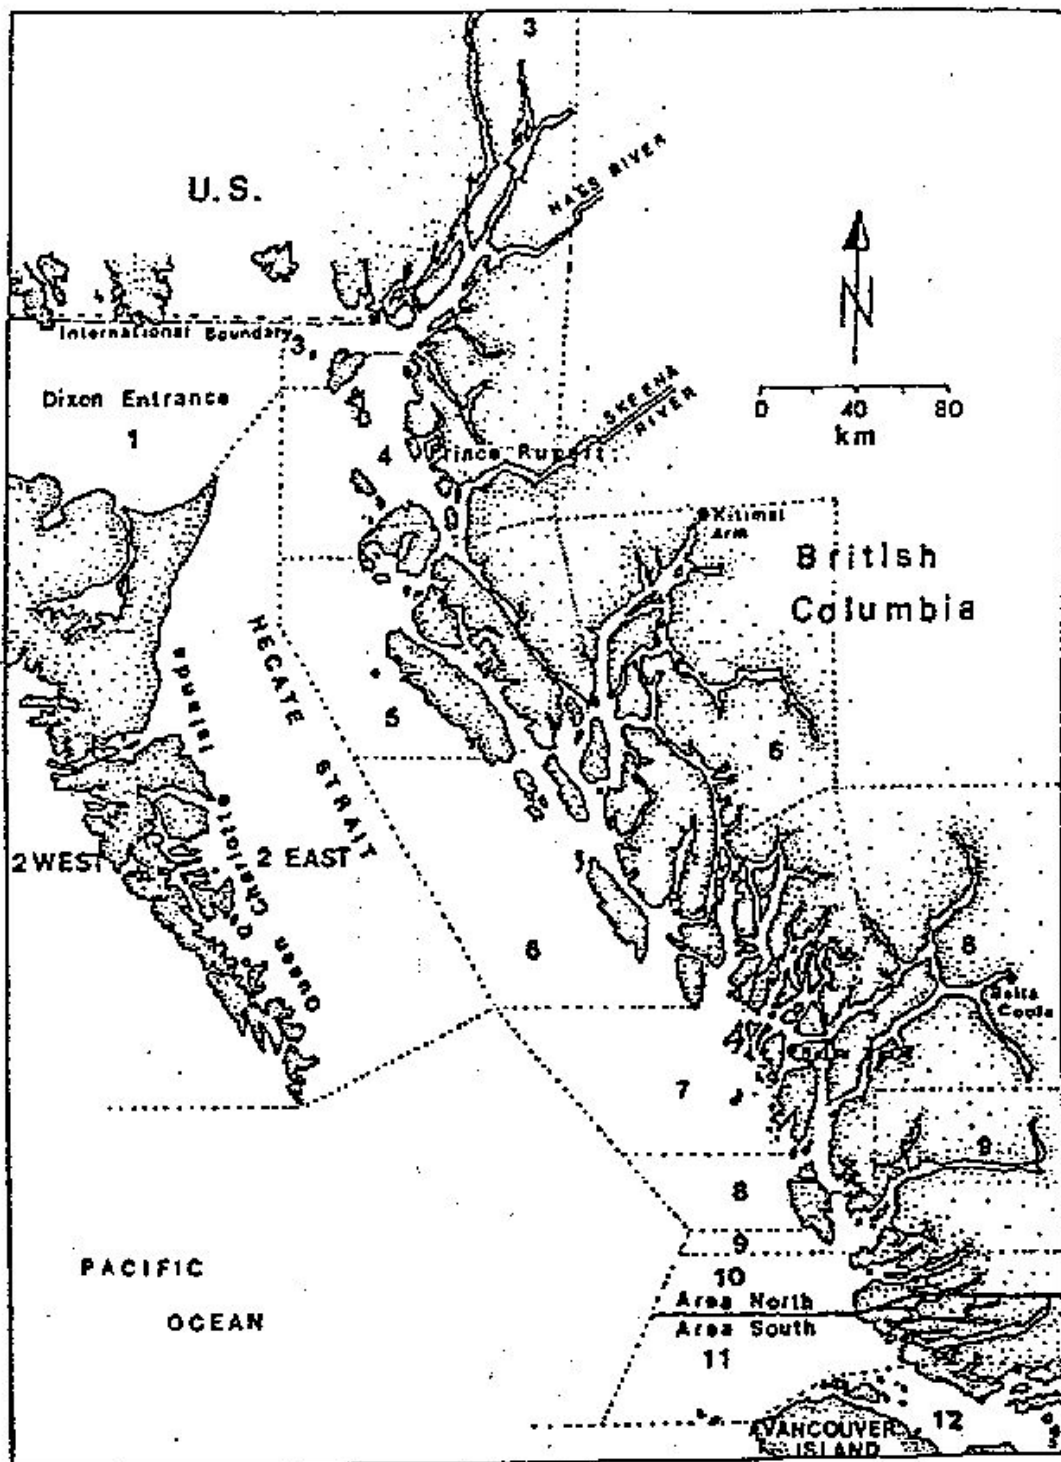 3
U.S.
NASS RIVER
N
International Boundary
3
Dixon Entrance
1
SKEENA
RIVER
0 40 80
km
4
Prince Rupert
Kitimat
Arm
British
Columbia
HECATE STRAIT
5
6
Queen Charlotte Islands
2 WEST
2 EAST
6
8
Bella
Coola
7
9
8
9
PACIFIC
OCEAN
10
Area North
Area South
11
12
VANCOUVER
ISLAND